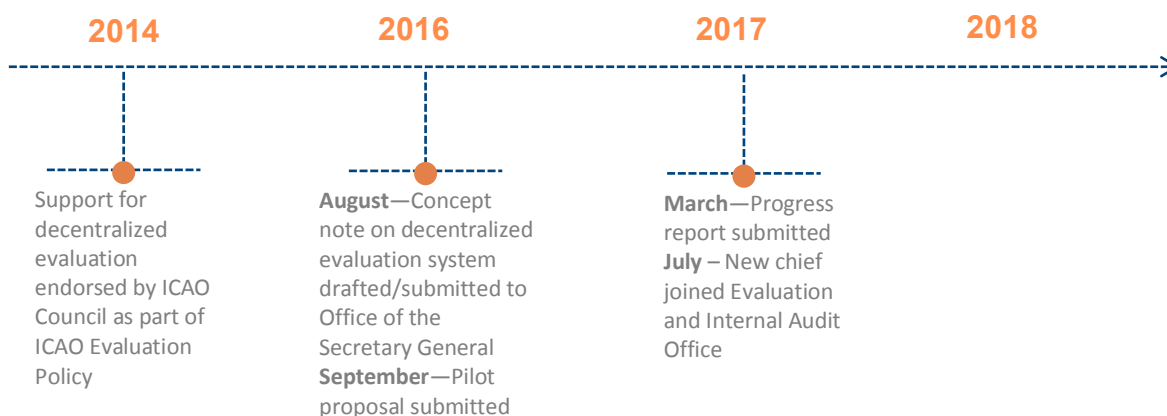 2014
2016
2017
2018
Support for
decentralized
evaluation
endorsed by ICAO
Council as part of
ICAO Evaluation
Policy
August—Concept
note on decentralized
evaluation system
drafted/submitted to
Office of the
Secretary General
September—Pilot
proposal submitted
March—Progress
report submitted
July – New chief
joined Evaluation
and Internal Audit
Office